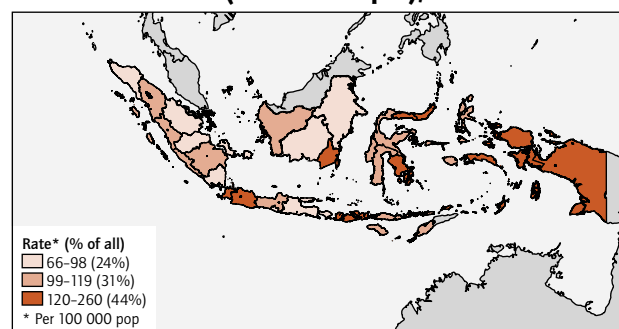 Rate* (% of all)
66–98 (24%)
99–119 (31%)
120–260 (44%)
* Per 100 000 pop